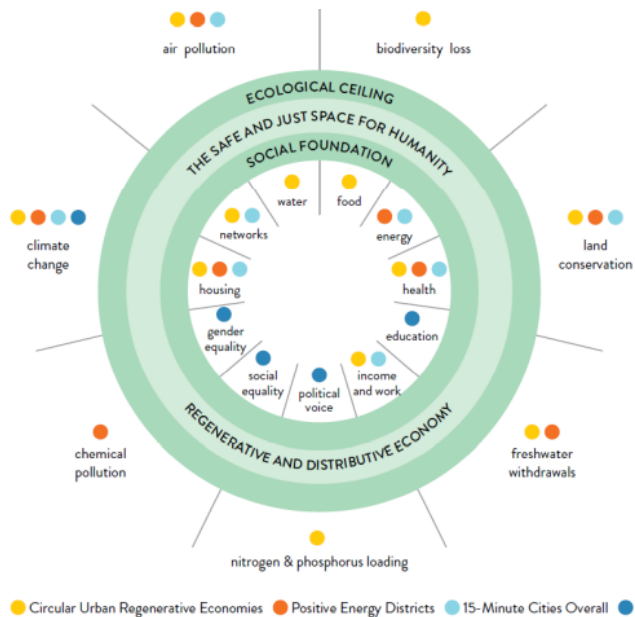 air pollution
biodiversity loss
ECOLOGICAL CEILING
THE SAFE AND JUST SPACE FOR HUMANITY
SOCIAL FOUNDATION
water
food
networks
energy
climate
change
land
conservation
housing
health
gender
equality
education
social
equality
political
voice
income
and work
REGENERATIVE AND DISTRIBUTIVE ECONOMY
chemical
pollution
freshwater
withdrawals
nitrogen & phosphorus loading
Circular Urban Regenerative Economies Positive Energy Districts 15-Minute Cities Overall